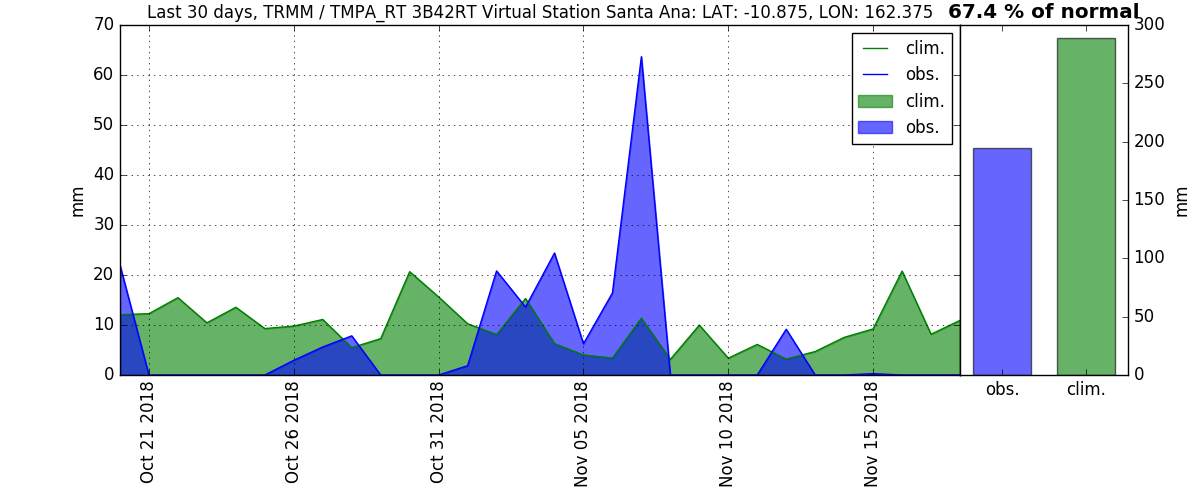 Last 30 days, TRMM / TMPA_RT 3B42RT Virtual Station Santa Ana: LAT: -10.875, LON: 162.375
67.4 % of normal
70
60
50
40
30
20
10
0
mm
clim.
obs.
clim.
obs.
Oct 21 2018
Oct 26 2018
Oct 31 2018
Nov 05 2018
Nov 10 2018
Nov 15 2018
300
250
200
150
100
50
0
mm
obs.
clim.